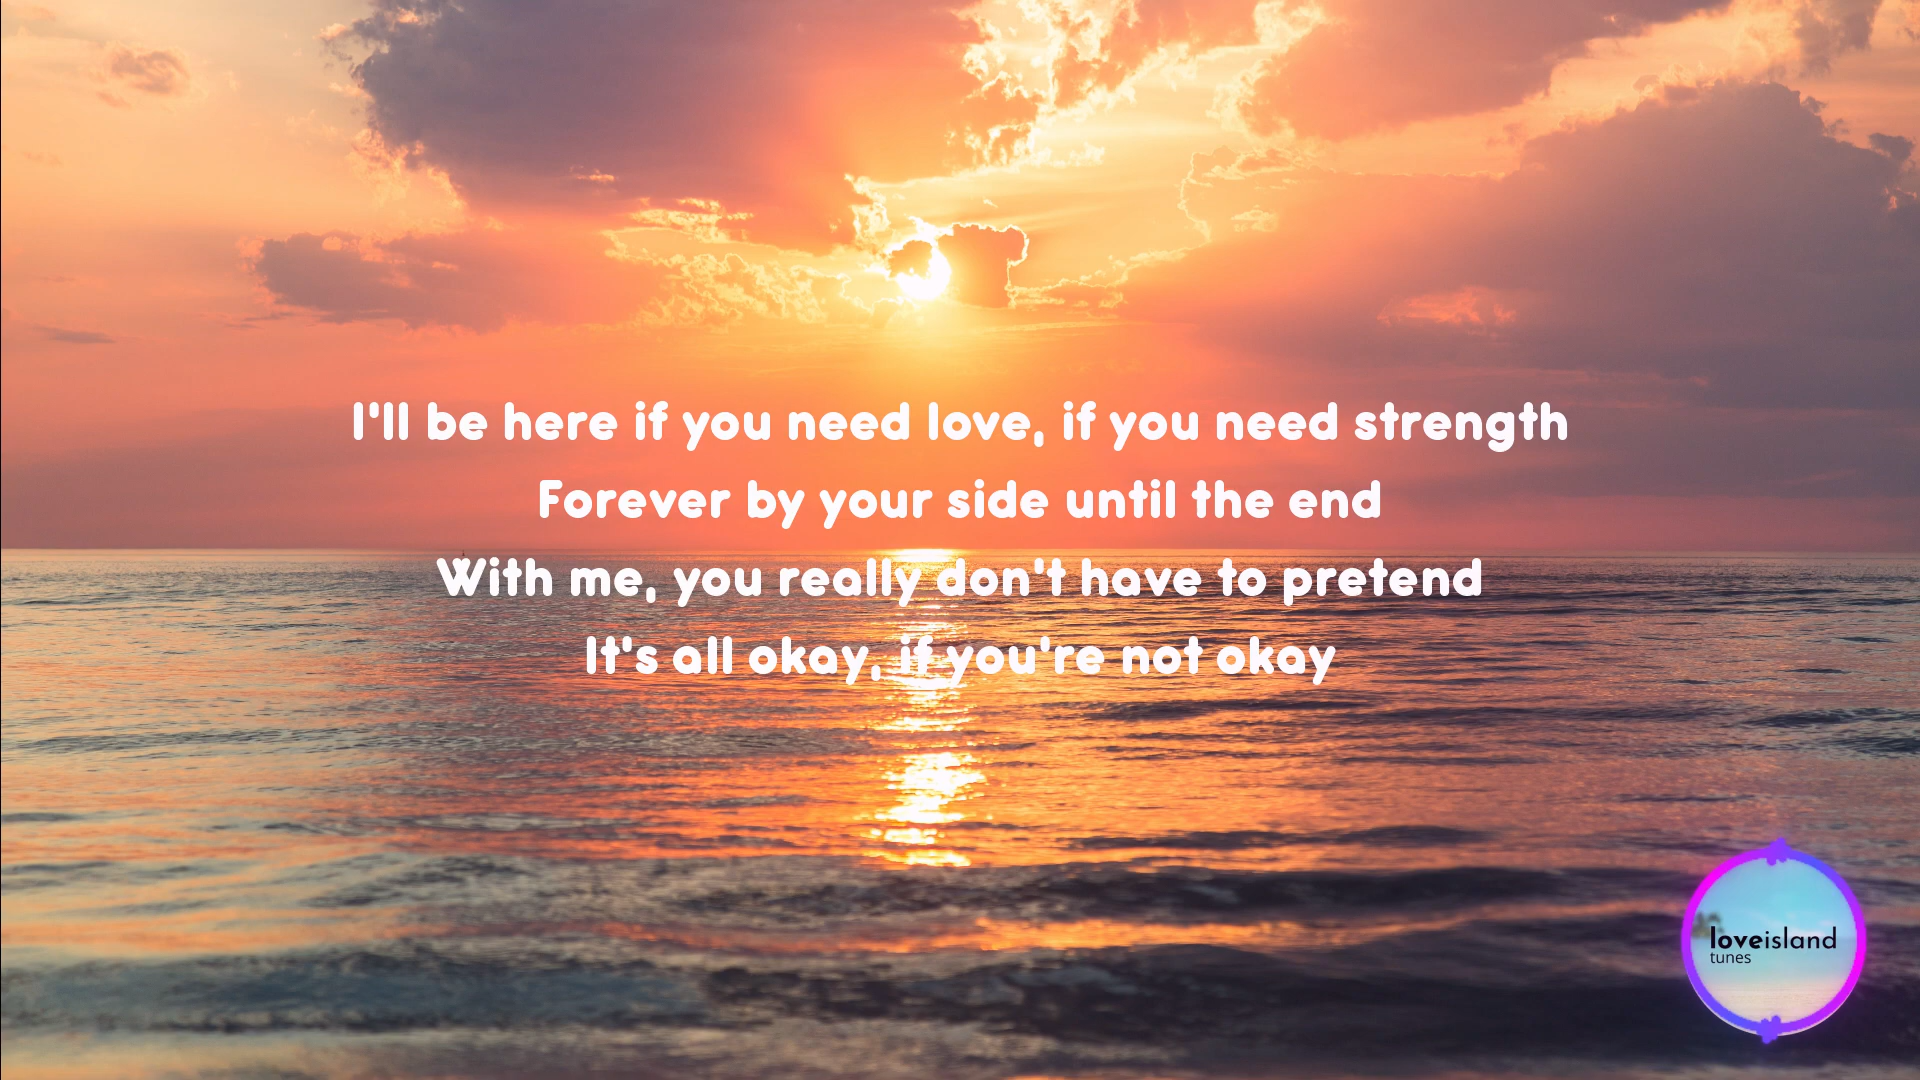 I'll be here if you need love, if you need strength
Forever by your side until the end
With me, you really don't have to pretend
It's all okay, if you're not okay
loveisland
tunes